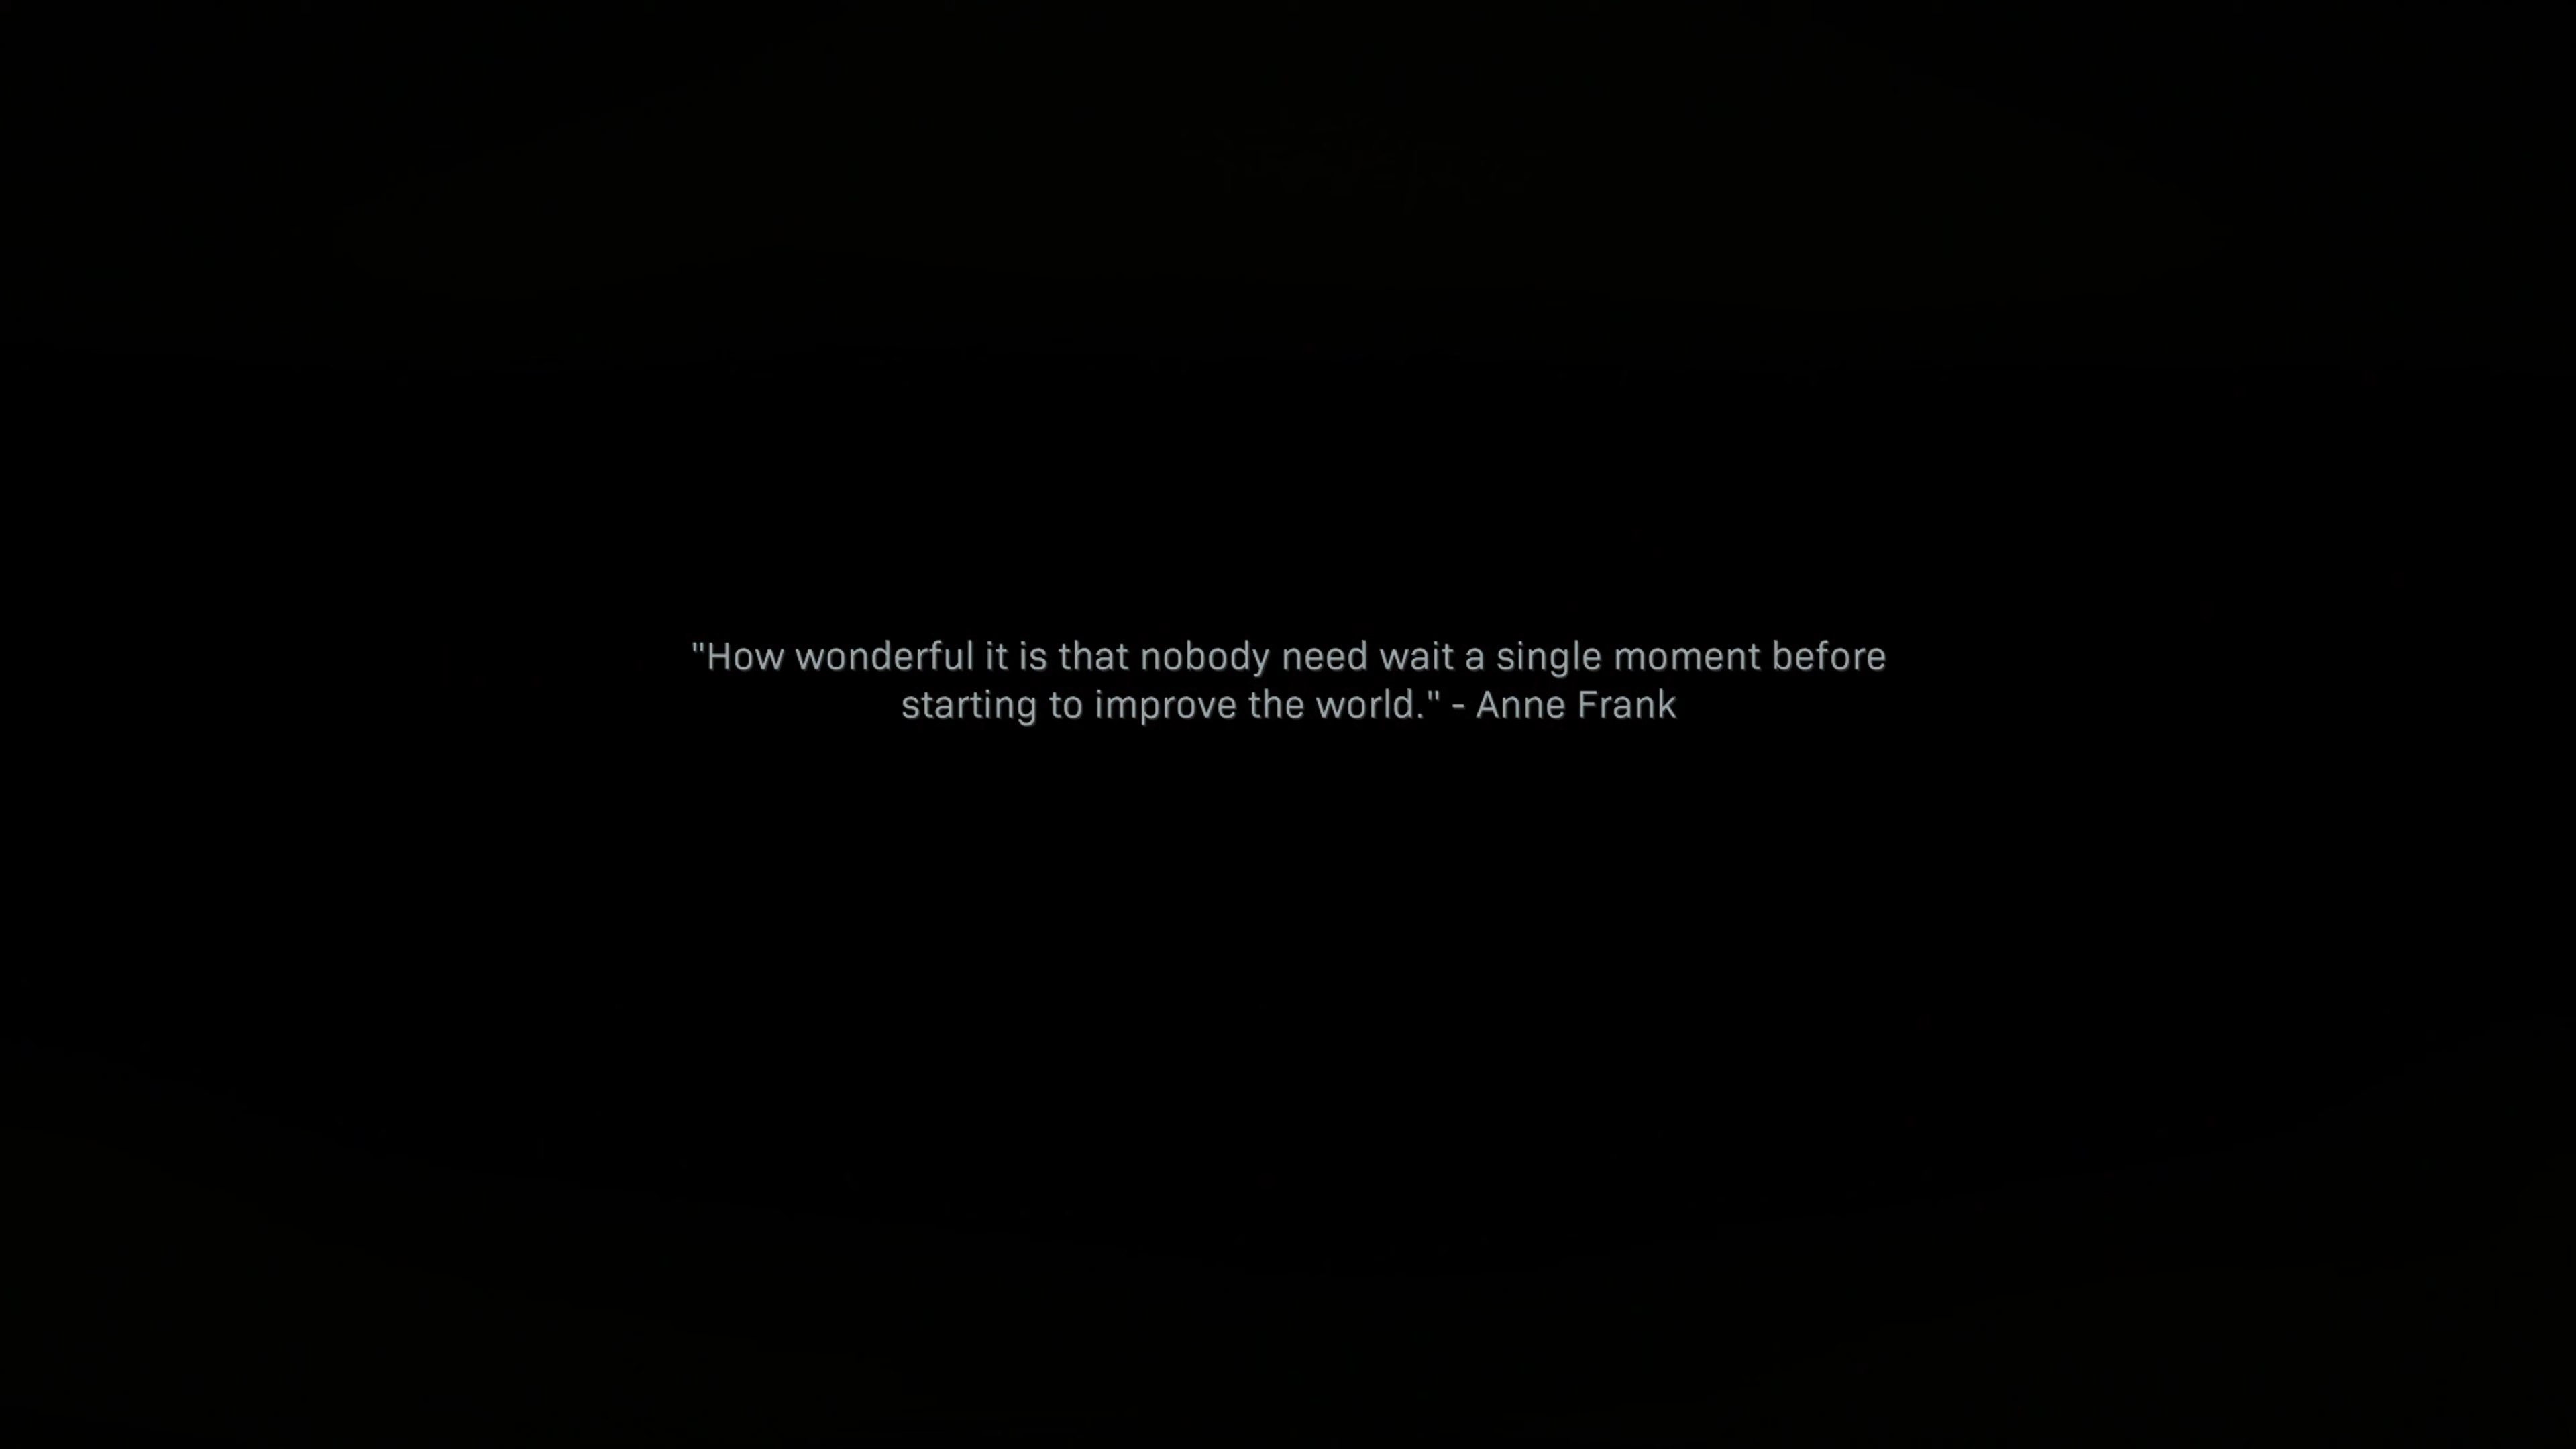 "How wonderful it is that nobody need wait a single moment before
starting to improve the world." - Anne Frank